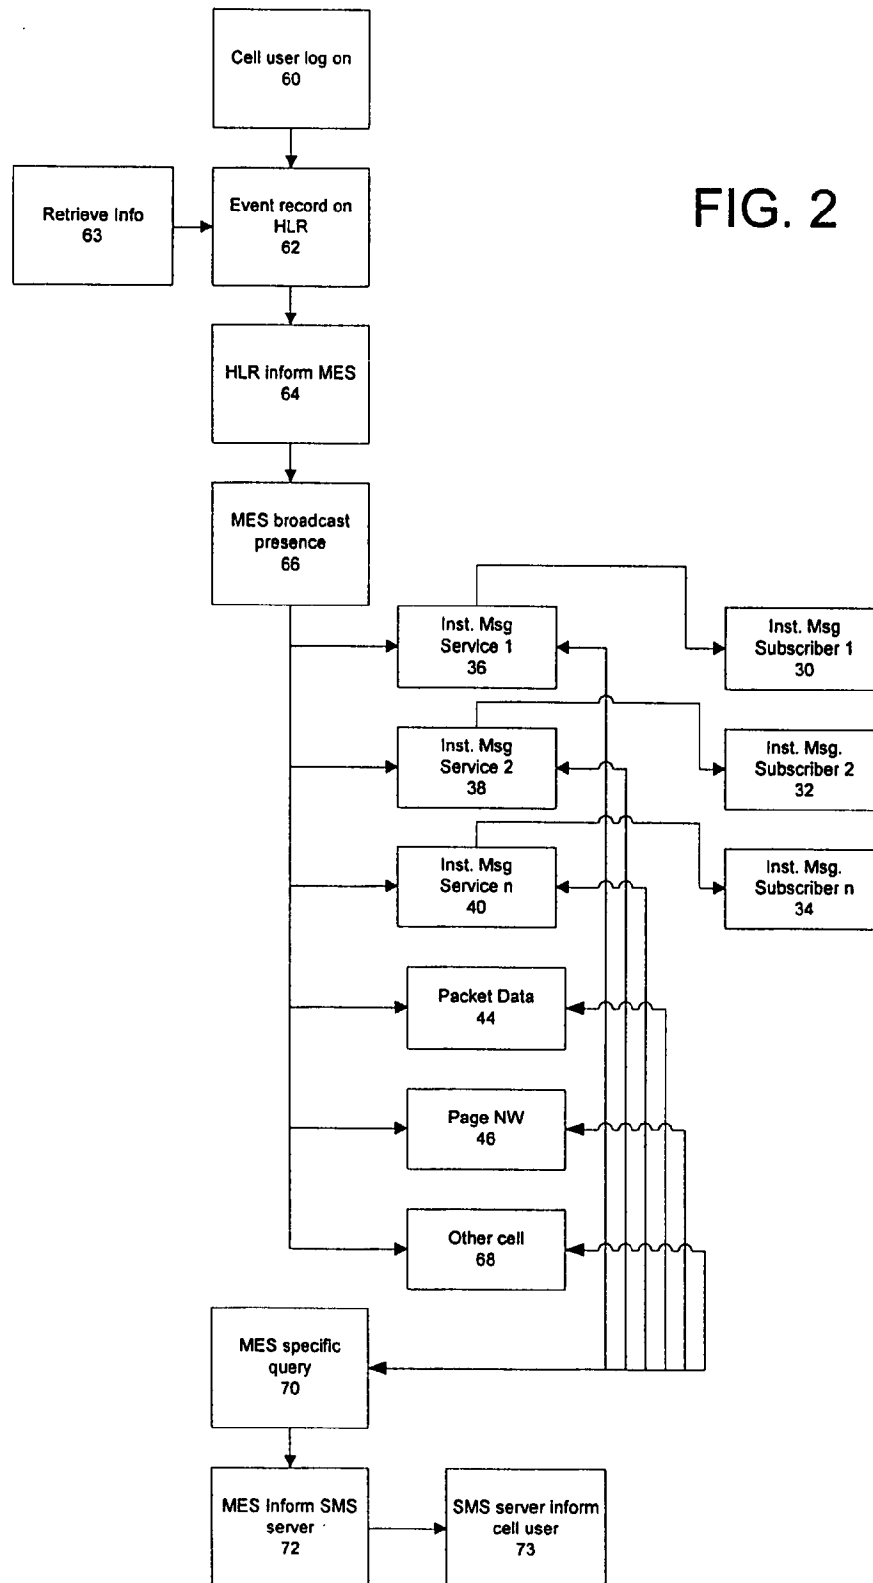 Cell user log on
60
Retrieve Info
63
Event record on
HLR
62
FIG. 2
HLR inform MES
64
MES broadcast
presence
66
Inst. Msg
Service 1
36
Inst. Msg
Subscriber 1
30
Inst. Msg
Service 2
38
Inst. Msg.
Subscriber 2
32
Inst. Msg
Service n
40
Inst. Msg.
Subscriber n
34
Packet Data
44
Page NW
46
Other cell
68
MES specific
query
70
MES Inform SMS
server
72
SMS server inform
cell user
73